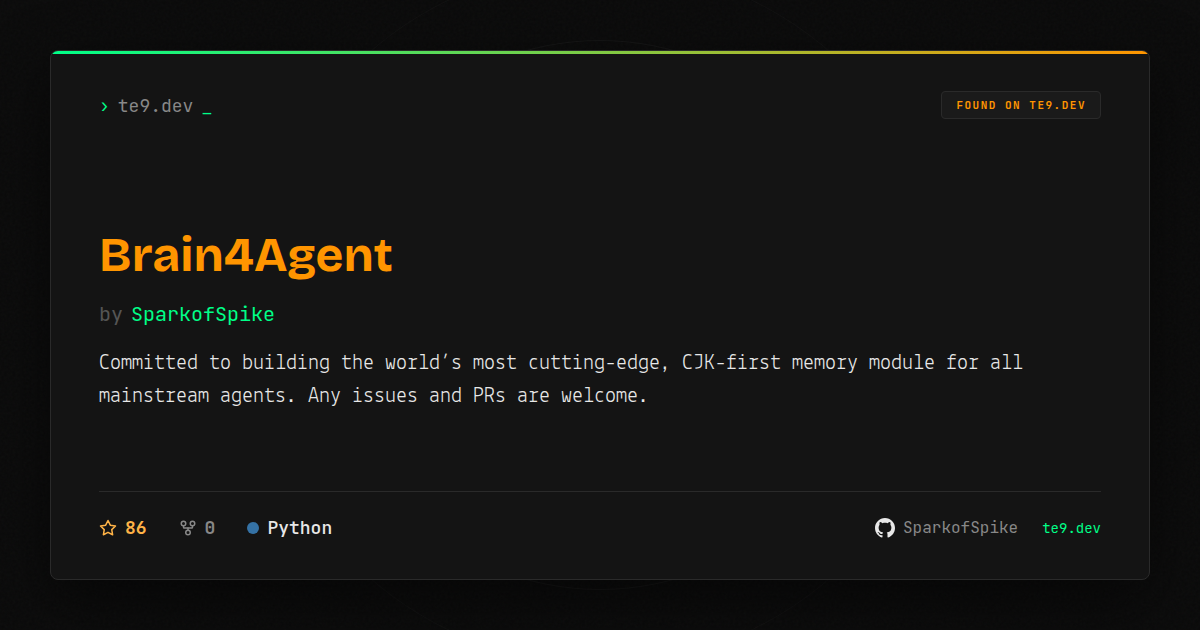 › te9.dev _
FOUND ON TE9.DEV
Brain4Agent
by SparkofSpike
Committed to building the world's most cutting-edge, CJK-first memory module for all
mainstream agents. Any issues and PRs are welcome.
86 0 Python
SparkofSpike te9.dev